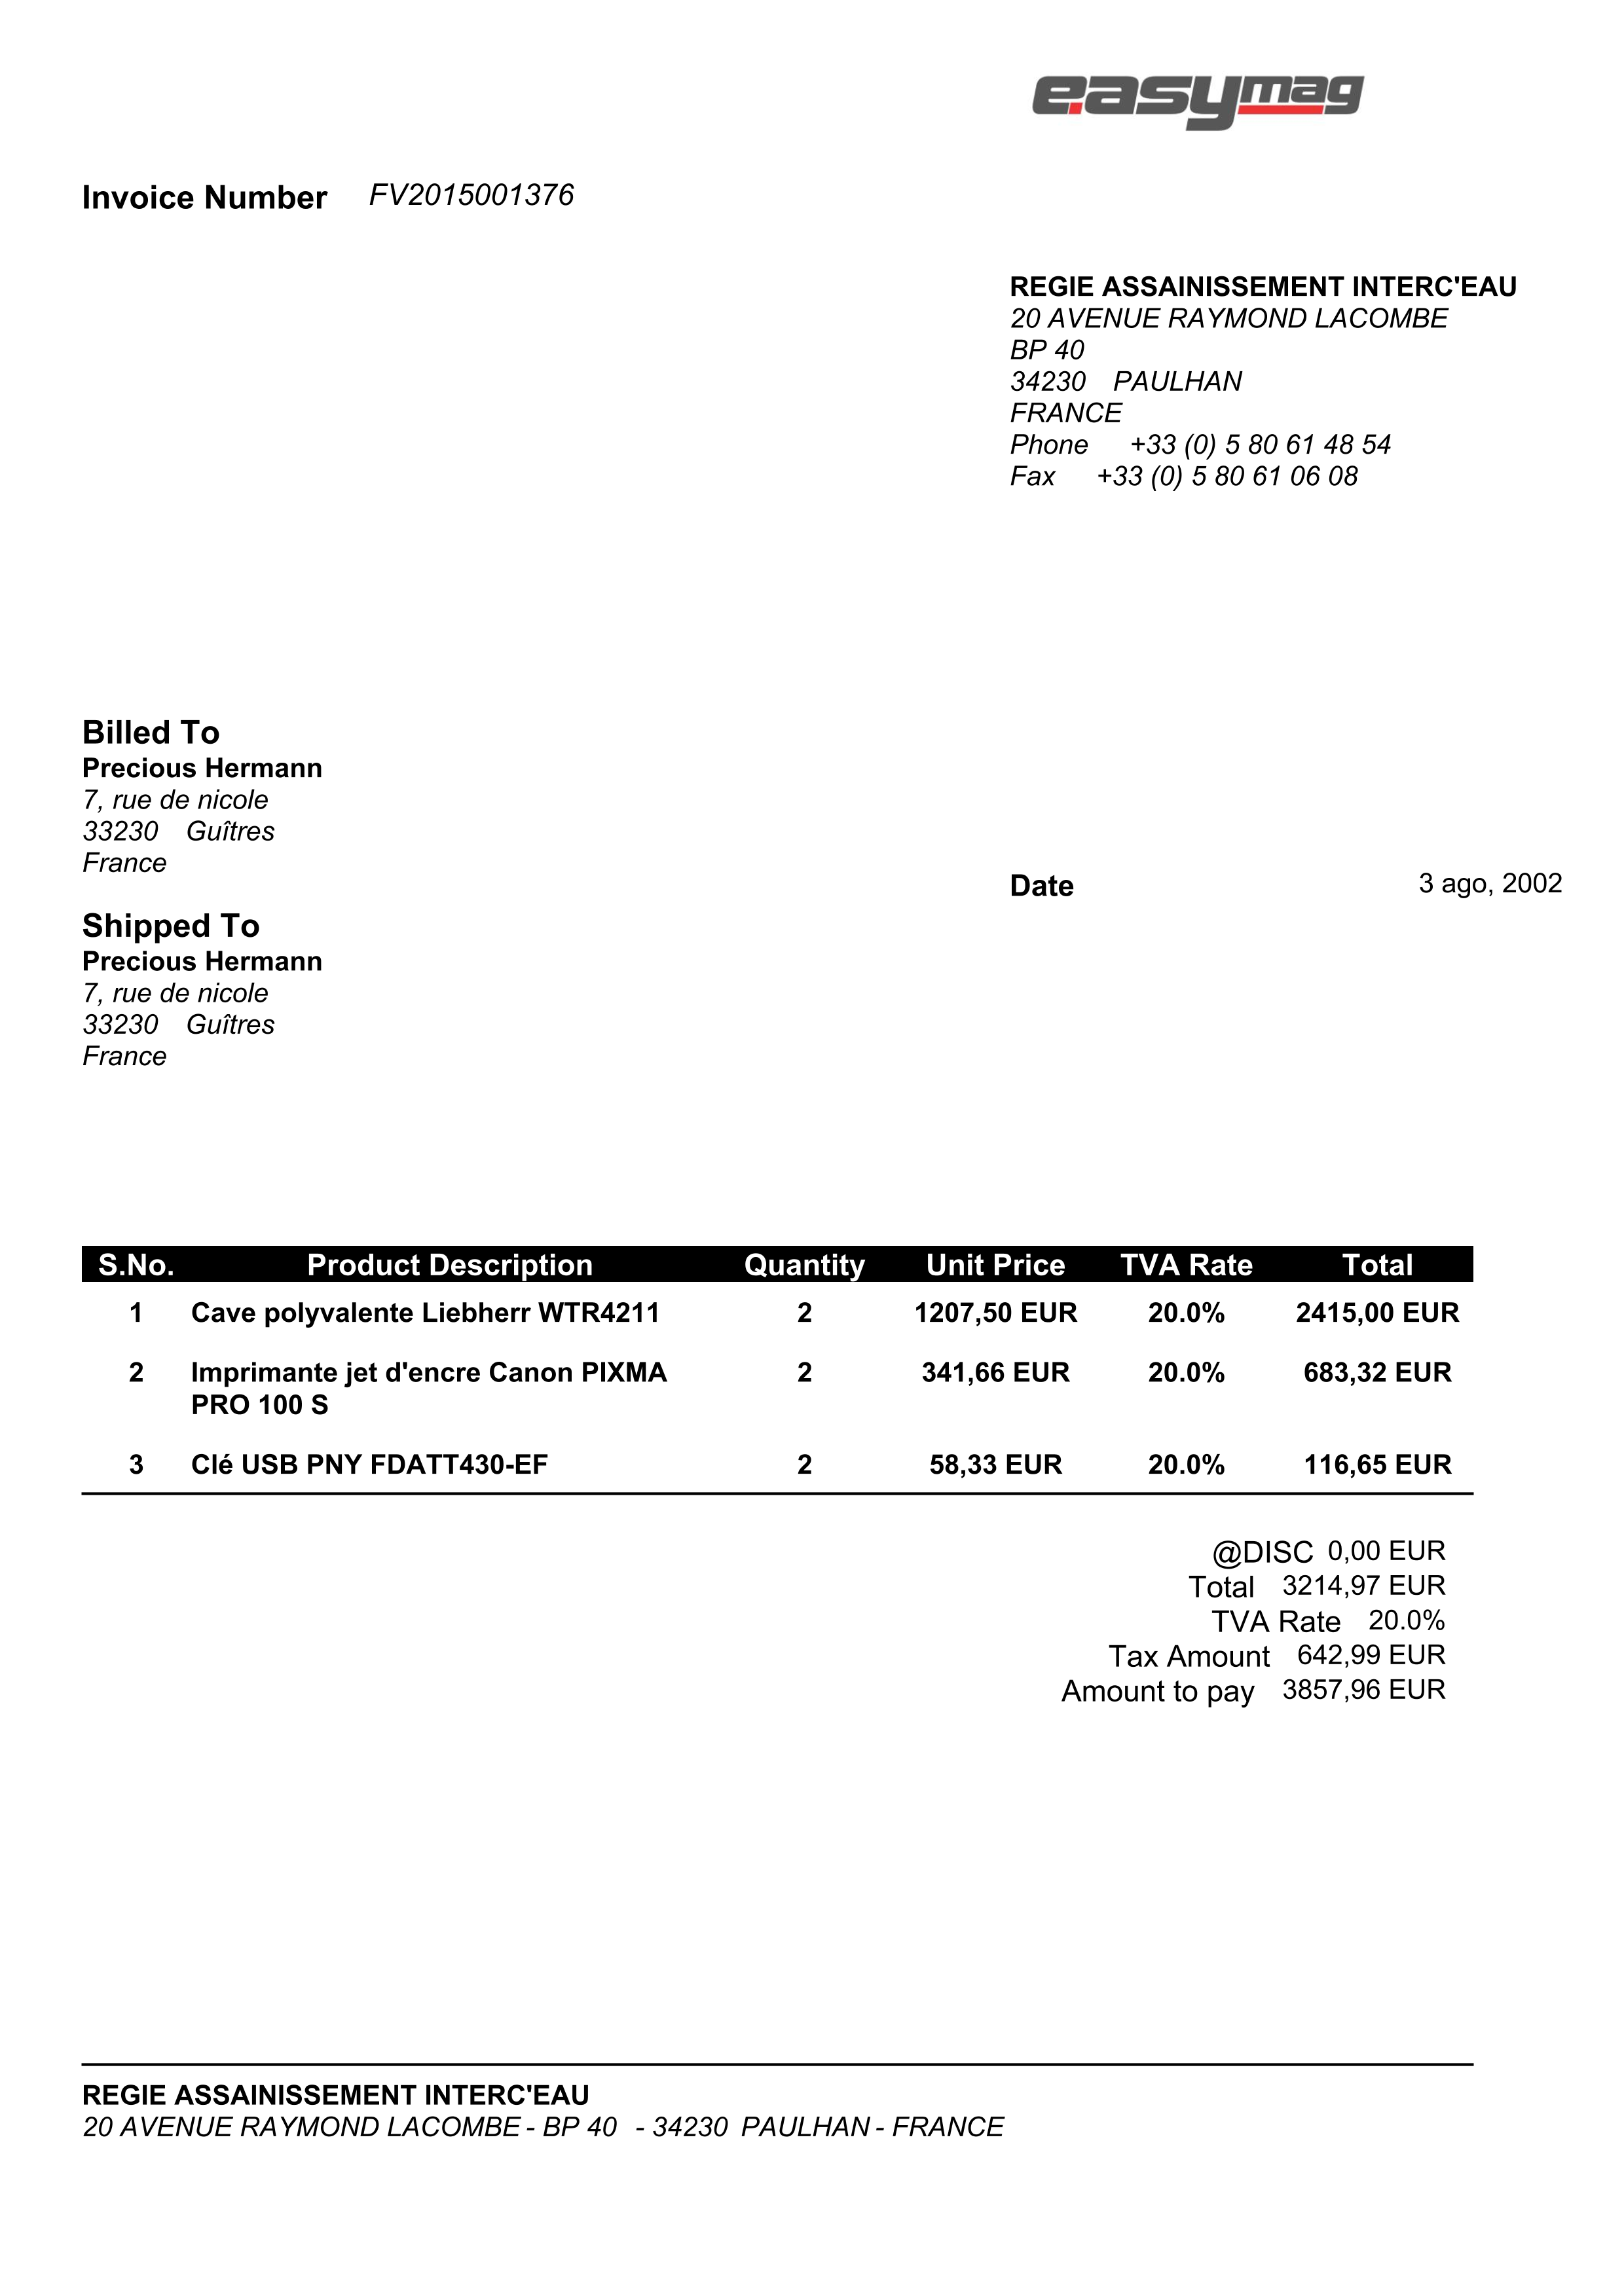 easymag
Invoice Number FV2015001376
REGIE ASSAINISSEMENT INTERC'EAU
20 AVENUE RAYMOND LACOMBE
BP 40
34230 PAULHAN
FRANCE
Phone +33 (0) 5 80 61 48 54
Fax +33 (0) 5 80 61 06 08
Billed To
Precious Hermann
7, rue de nicole
33230 Guîtres
France
Date 3 ago, 2002
Shipped To
Precious Hermann
7, rue de nicole
33230 Guîtres
France
S.No. Product Description Quantity Unit Price TVA Rate Total
1 Cave polyvalente Liebherr WTR4211 2 1207,50 EUR 20.0% 2415,00 EUR
2 Imprimante jet d'encre Canon PIXMA 2 341,66 EUR 20.0% 683,32 EUR
PRO 100 S
3 Clé USB PNY FDATT430-EF 2 58,33 EUR 20.0% 116,65 EUR
@DISC 0,00 EUR
Total 3214,97 EUR
TVA Rate 20.0%
Tax Amount 642,99 EUR
Amount to pay 3857,96 EUR
REGIE ASSAINISSEMENT INTERC'EAU
20 AVENUE RAYMOND LACOMBE - BP 40 - 34230 PAULHAN - FRANCE